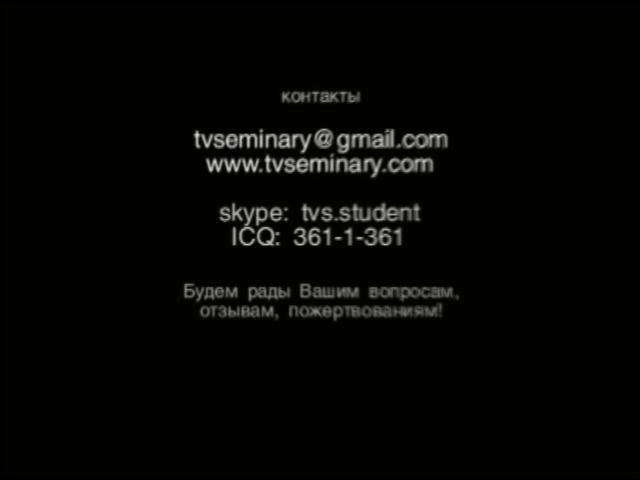 контакты
tvseminary@gmail.com
www.tvseminary.com
skype: tvs.student
ICQ: 361-1-361
Будем рады Вашим вопросам,
отзывам, пожертвованиям!